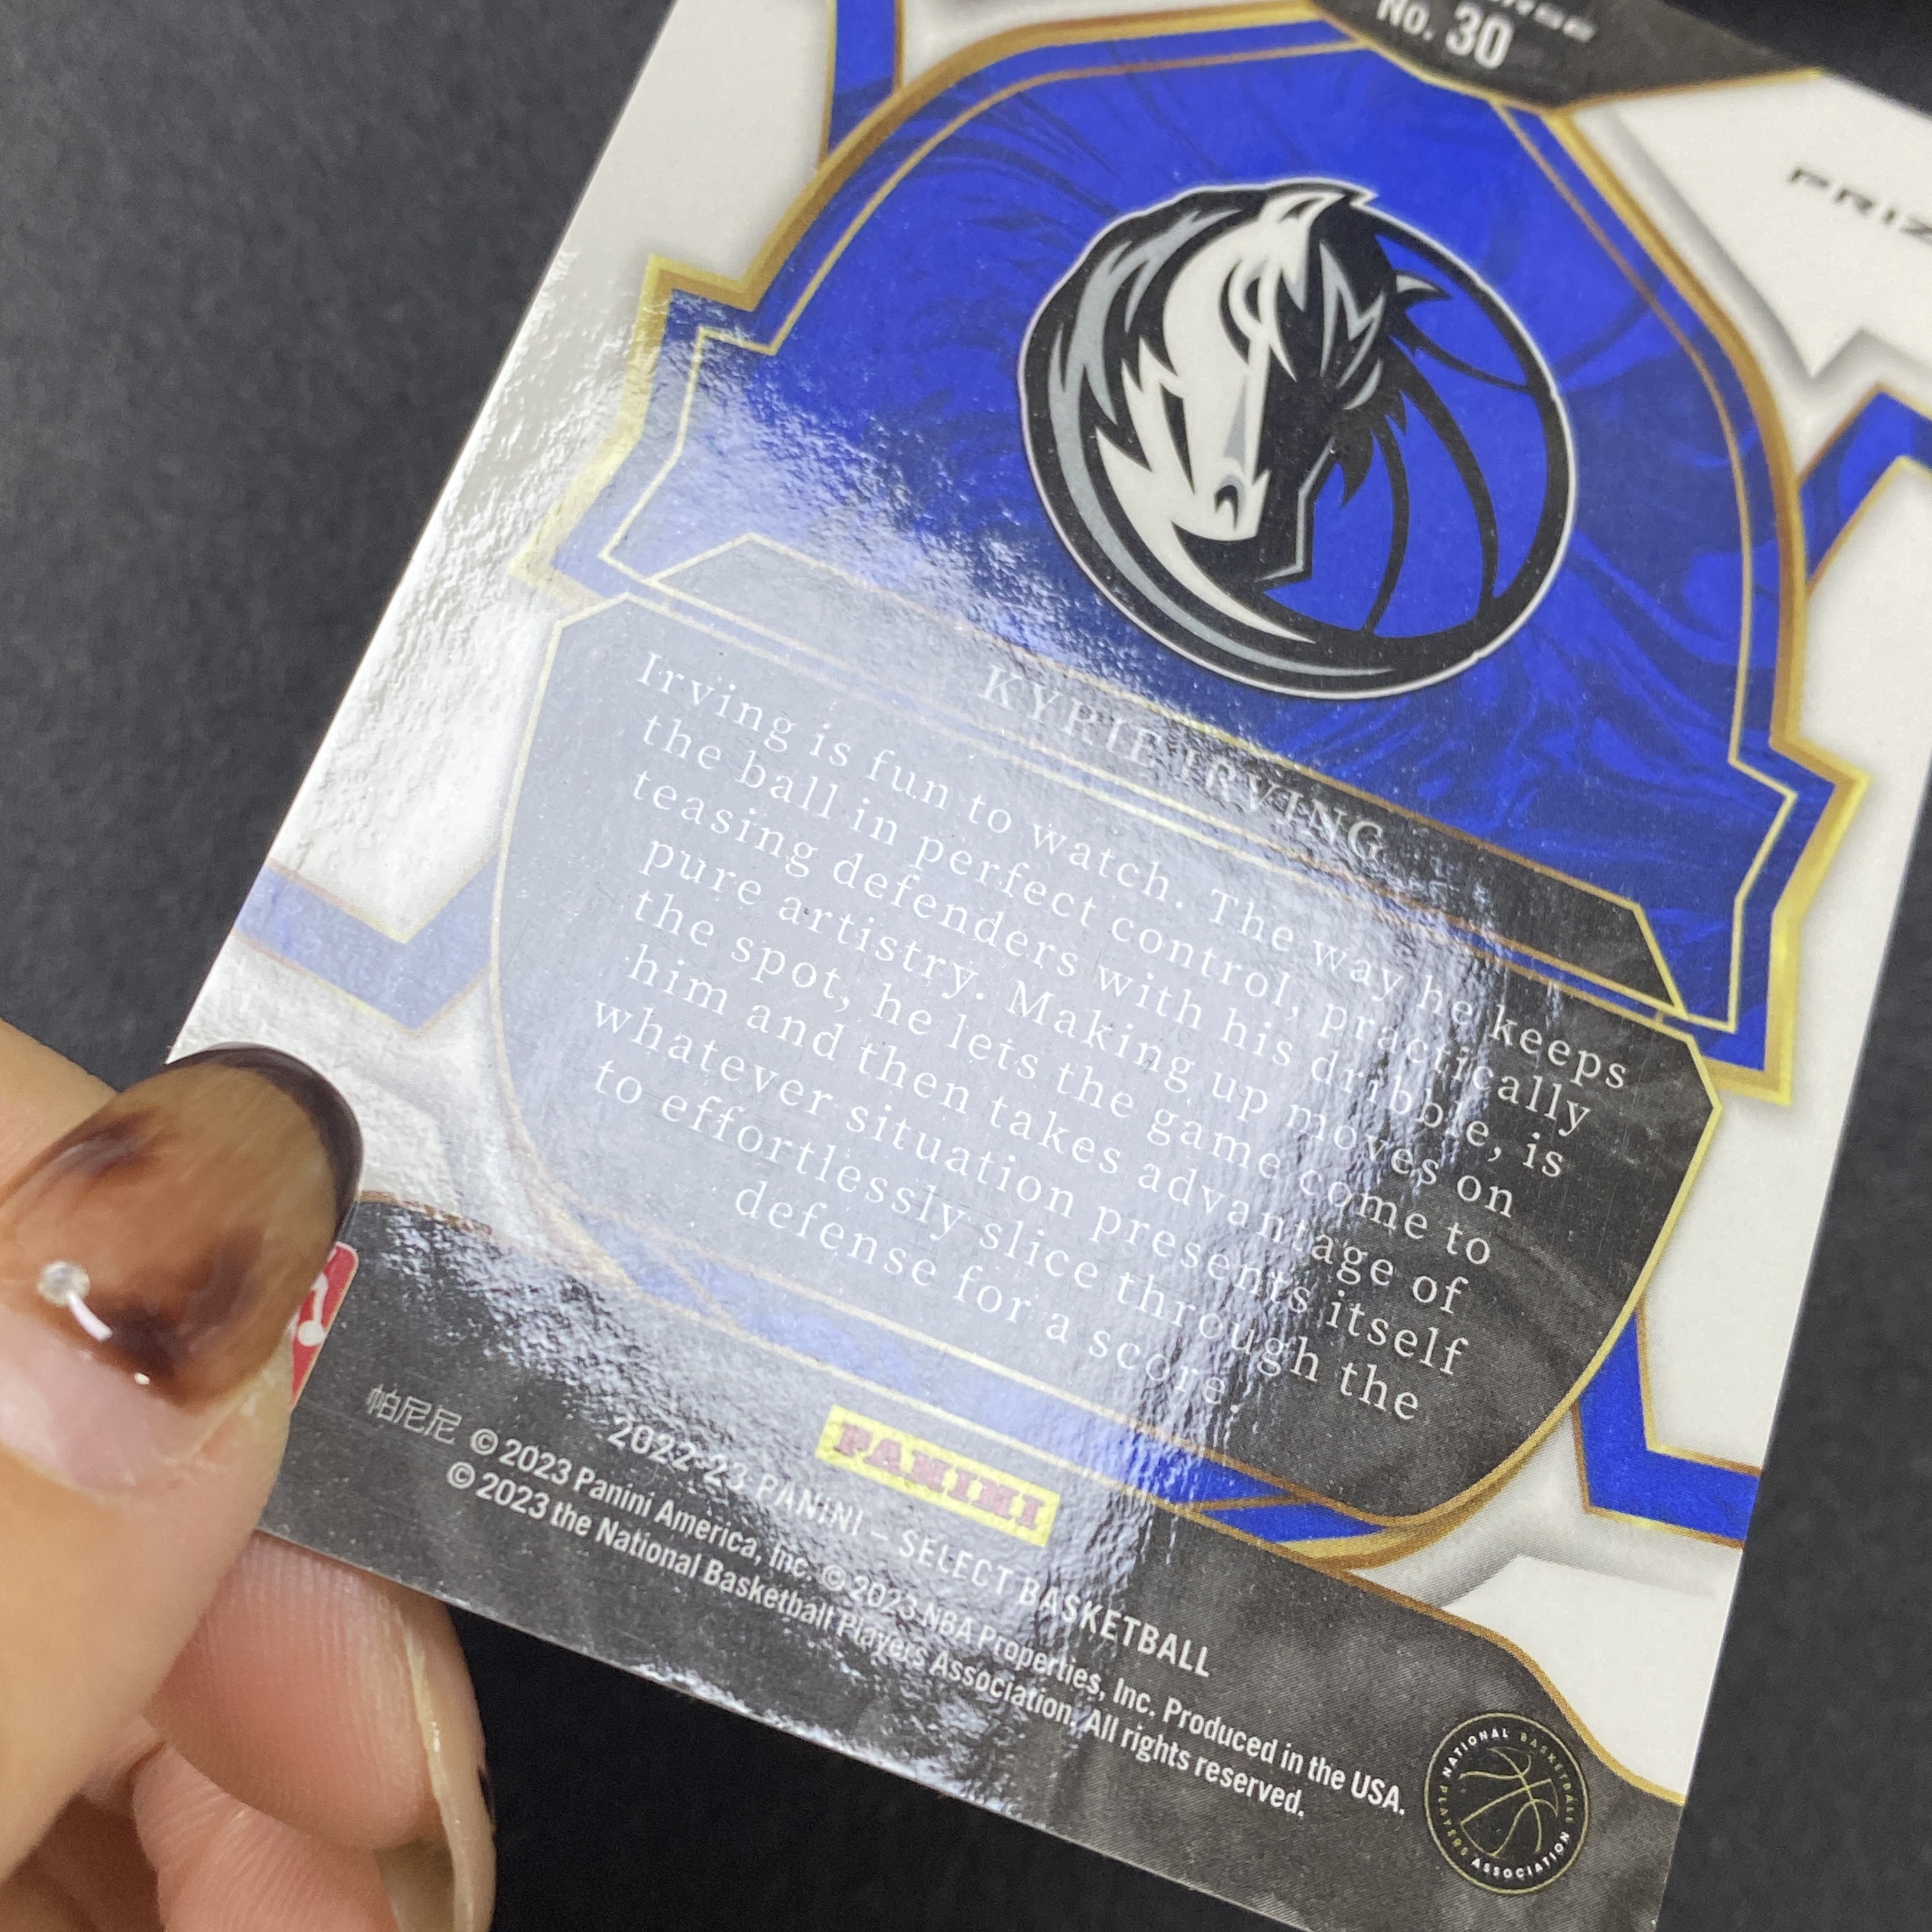 No. 30
KYRIE IRVING
Irving is fun to watch. The way he keeps
the ball in perfect control, practically
teasing defenders with his dribble, is
pure artistry. Making up moves on
the spot, he lets the game come to
him and then takes advantage of
whatever situation presents itself
to effortlessly slice through the
defense for a score.
PANINI
2022-23 PANINI – SELECT BASKETBALL
帕尼尼 © 2023 Panini America, Inc. © 2023 NBA Properties, Inc. Produced in the USA.
© 2023 the National Basketball Players Association. All rights reserved.
NATIONAL BASKETBALL PLAYERS ASSOCIATION